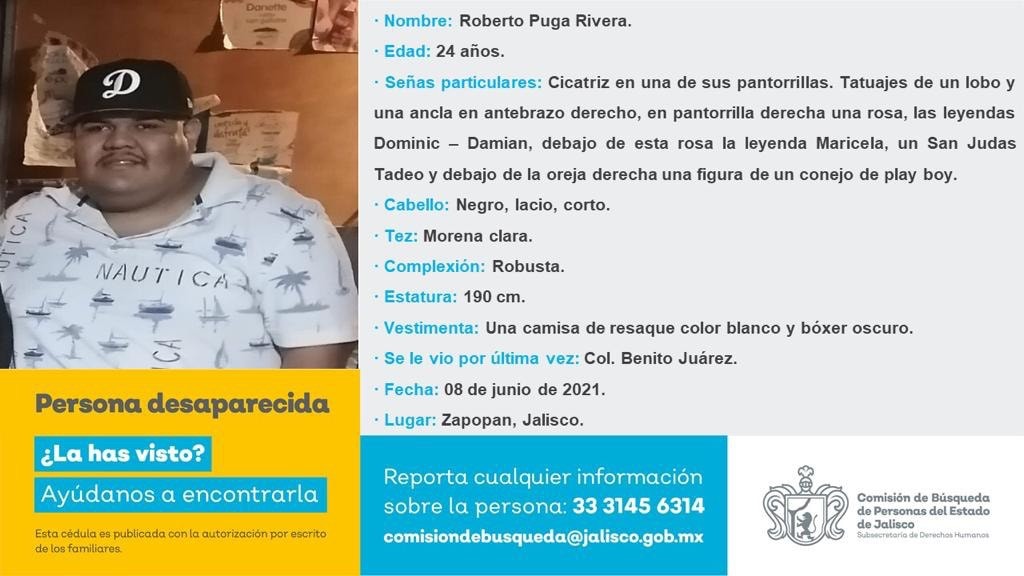 Danette
D
NAUTICA
NAUTICA
· Nombre: Roberto Puga Rivera.
· Edad: 24 años.
· Señas particulares: Cicatriz en una de sus pantorrillas. Tatuajes de un lobo y
una ancla en antebrazo derecho, en pantorrilla derecha una rosa, las leyendas
Dominic – Damian, debajo de esta rosa la leyenda Maricela, un San Judas
Tadeo y debajo de la oreja derecha una figura de un conejo de play boy.
· Cabello: Negro, lacio, corto.
· Tez: Morena clara.
· Complexión: Robusta.
· Estatura: 190 cm.
· Vestimenta: Una camisa de resaque color blanco y bóxer oscuro.
· Se le vio por última vez: Col. Benito Juárez.
· Fecha: 08 de junio de 2021.
· Lugar: Zapopan, Jalisco.
Persona desaparecida
¿La has visto?
Ayúdanos a encontrarla
Esta cédula es publicada con la autorización por escrito
de los familiares.
Reporta cualquier información
sobre la persona: 33 3145 6314
comisiondebusqueda@jalisco.gob.mx
Comisión de Búsqueda
de Personas del Estado
de Jalisco
Subsecretaría de Derechos Humanos